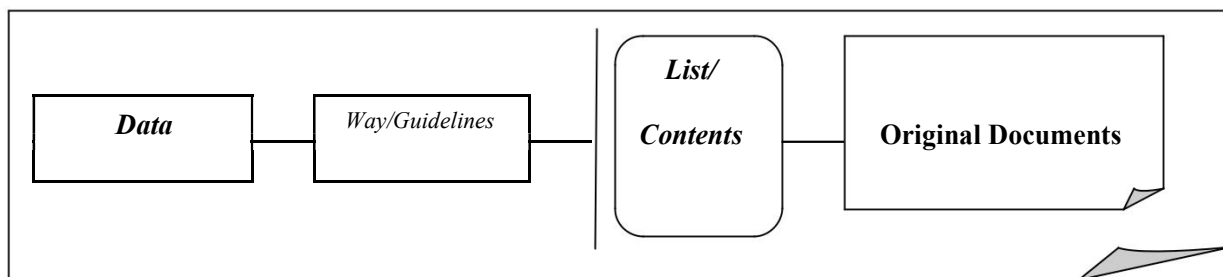 Data
Way/Guidelines
List/
Contents
Original Documents